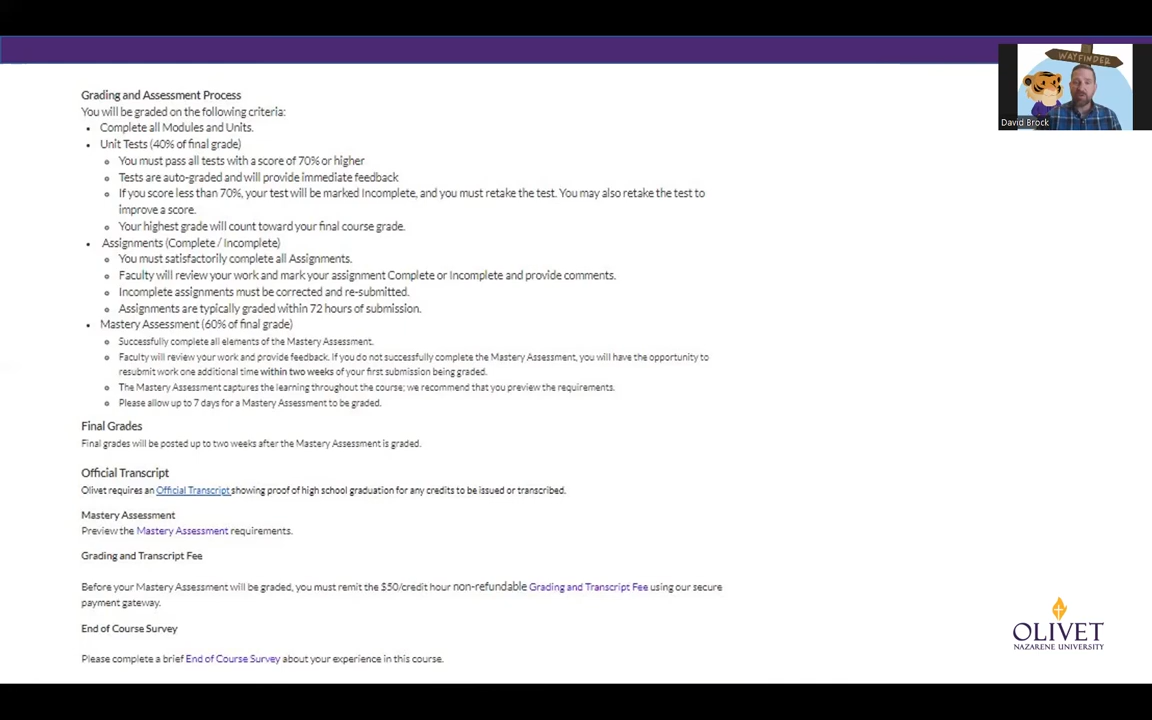 WAYFINDER
David Brock
Grading and Assessment Process
You will be graded on the following criteria:
• Complete all Modules and Units.
• Unit Tests (40% of final grade)
o You must pass all tests with a score of 70% or higher
o Tests are auto-graded and will provide immediate feedback
o If you score less than 70%, your test will be marked Incomplete, and you must retake the test. You may also retake the test to
improve a score.
o Your highest grade will count toward your final course grade.
• Assignments (Complete / Incomplete)
o You must satisfactorily complete all Assignments.
o Faculty will review your work and mark your assignment Complete or Incomplete and provide comments.
o Incomplete assignments must be corrected and re-submitted.
o Assignments are typically graded within 72 hours of submission.
• Mastery Assessment (60% of final grade)
o Successfully complete all elements of the Mastery Assessment.
o Faculty will review your work and provide feedback. If you do not successfully complete the Mastery Assessment, you will have the opportunity to
resubmit work one additional time within two weeks of your first submission being graded.
o The Mastery Assessment captures the learning throughout the course; we recommend that you preview the requirements.
o Please allow up to 7 days for a Mastery Assessment to be graded.
Final Grades
Final grades will be posted up to two weeks after the Mastery Assessment is graded.
Official Transcript
Olivet requires an Official Transcript showing proof of high school graduation for any credits to be issued or transcribed.
Mastery Assessment
Preview the Mastery Assessment requirements.
Grading and Transcript Fee
Before your Mastery Assessment will be graded, you must remit the $50/credit hour non-refundable Grading and Transcript Fee using our secure
payment gateway.
End of Course Survey
Please complete a brief End of Course Survey about your experience in this course.
OLIVET
NAZARENE UNIVERSITY